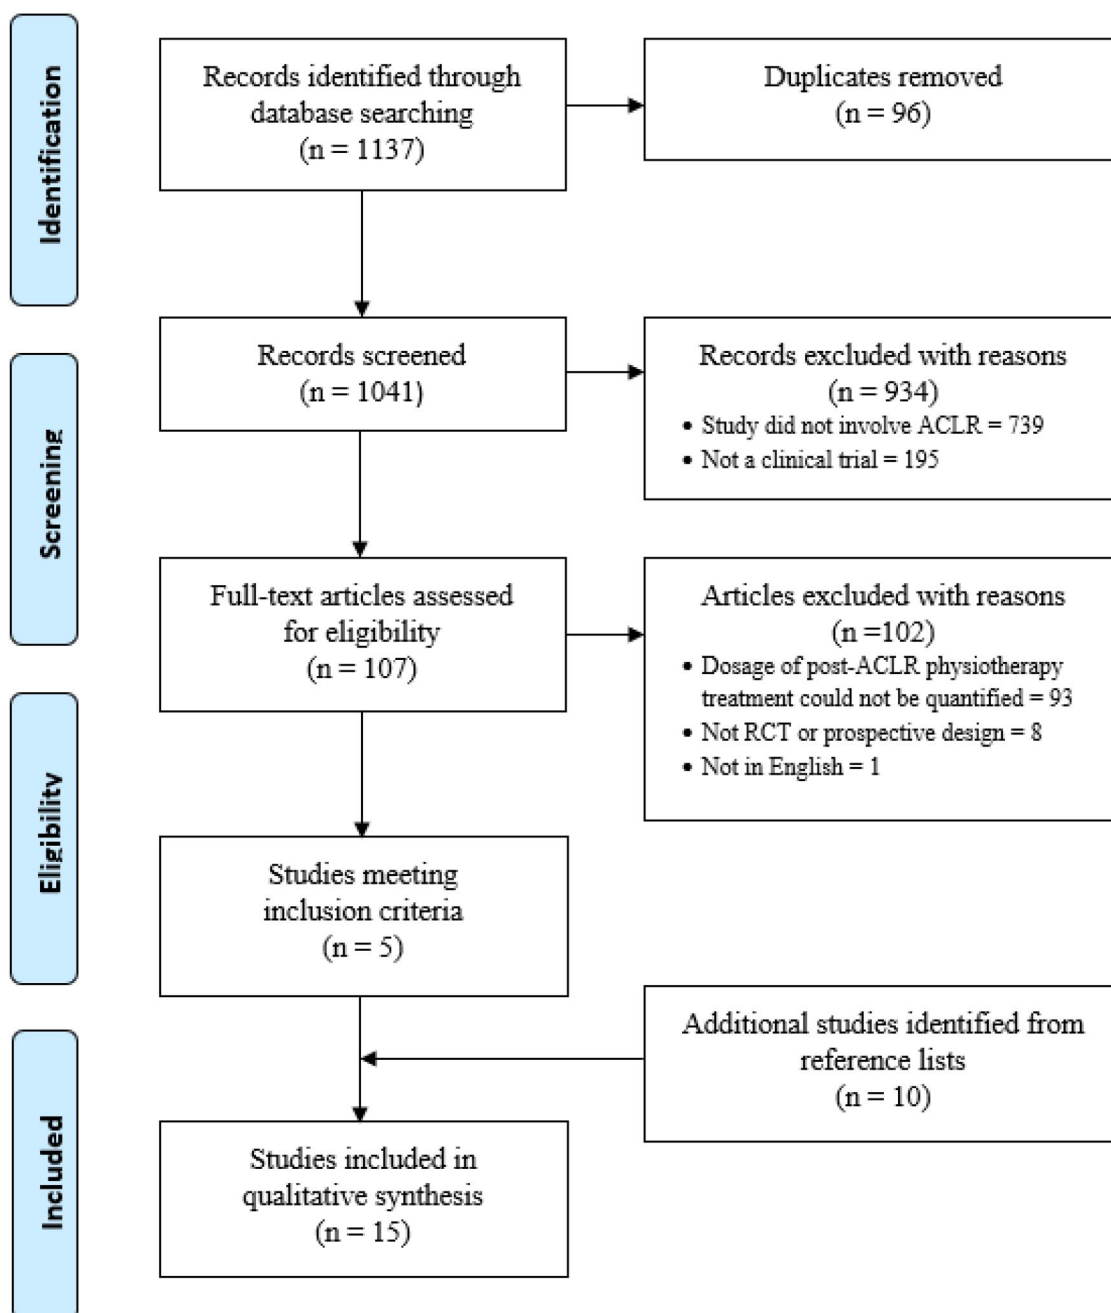 Identification
Records identified through
database searching
(n = 1137)
Duplicates removed
(n = 96)
Screening
Records screened
(n = 1041)
Records excluded with reasons
(n = 934)
• Study did not involve ACLR = 739
• Not a clinical trial = 195
Full-text articles assessed
for eligibility
(n = 107)
Articles excluded with reasons
(n =102)
• Dosage of post-ACLR physiotherapy
treatment could not be quantified = 93
• Not RCT or prospective design = 8
• Not in English = 1
Eligibility
Studies meeting
inclusion criteria
(n = 5)
Additional studies identified from
reference lists
(n = 10)
Included
Studies included in
qualitative synthesis
(n = 15)